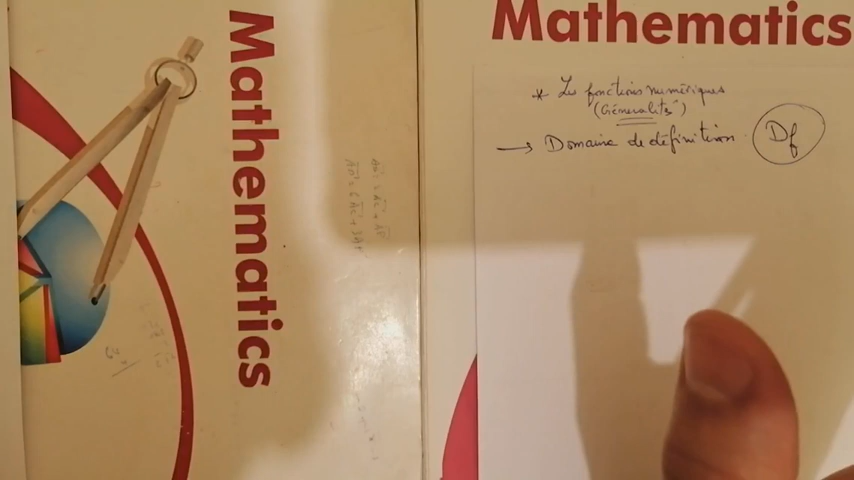 Mathematics
Mathematics
* Les fonctions numériques
(Généralités)
→ Domaine de définition Df